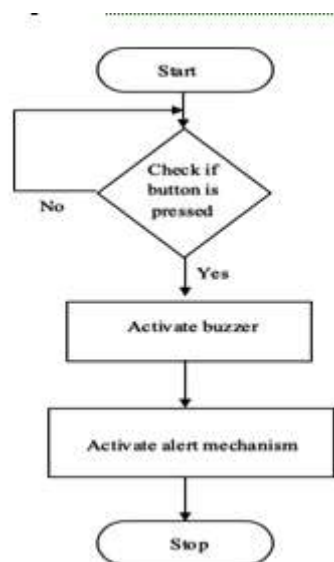 Start
Check if
button is
pressed
No
Yes
Activate buzzer
Activate alert mechanism
Stop